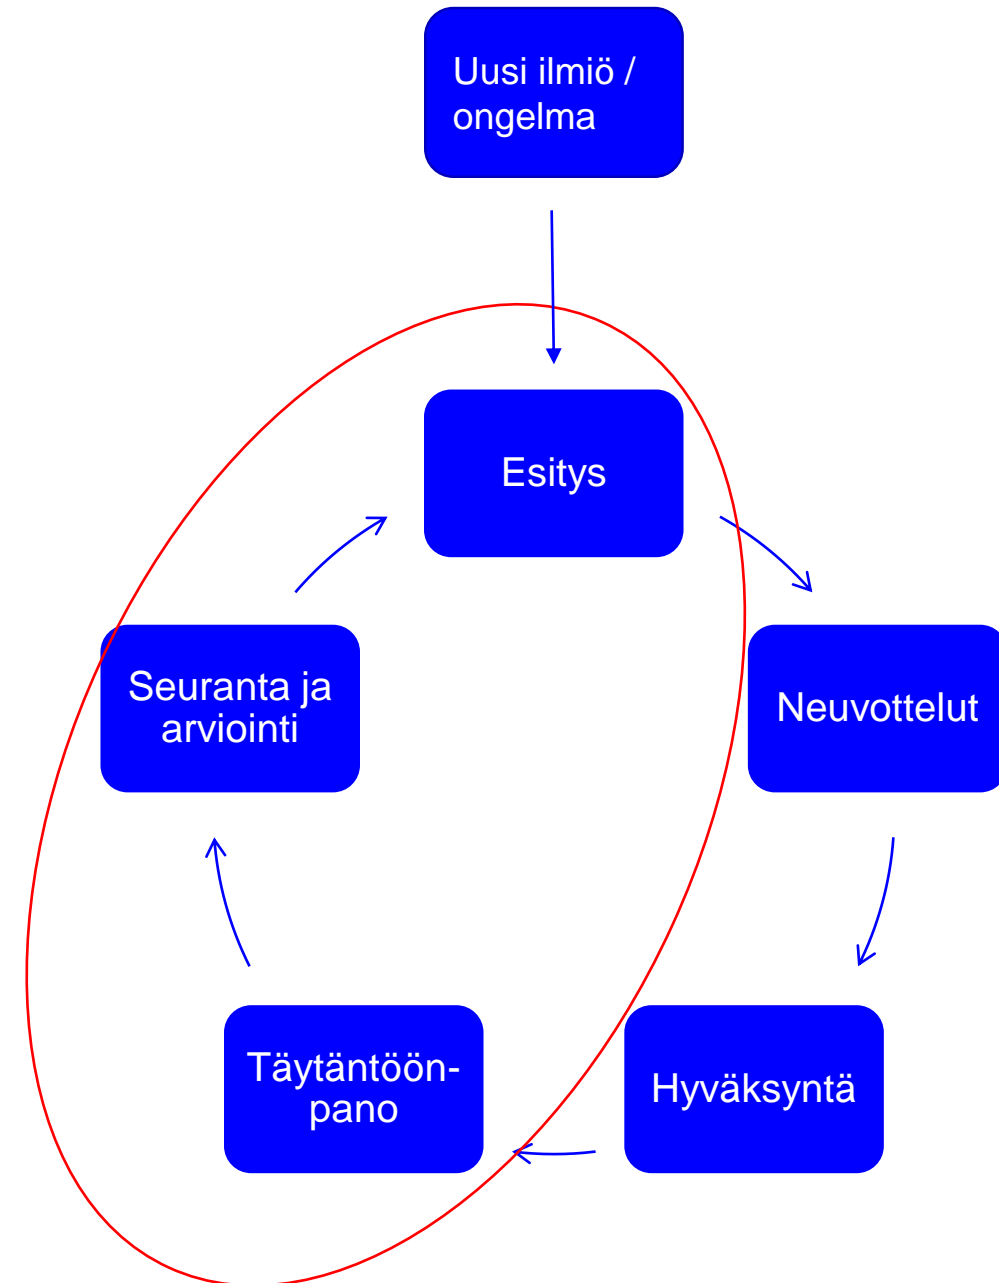 Uusi ilmiö /
ongelma
Esitys
Neuvottelut
Hyväksyntä
Täytäntöön-
pano
Seuranta ja
arviointi